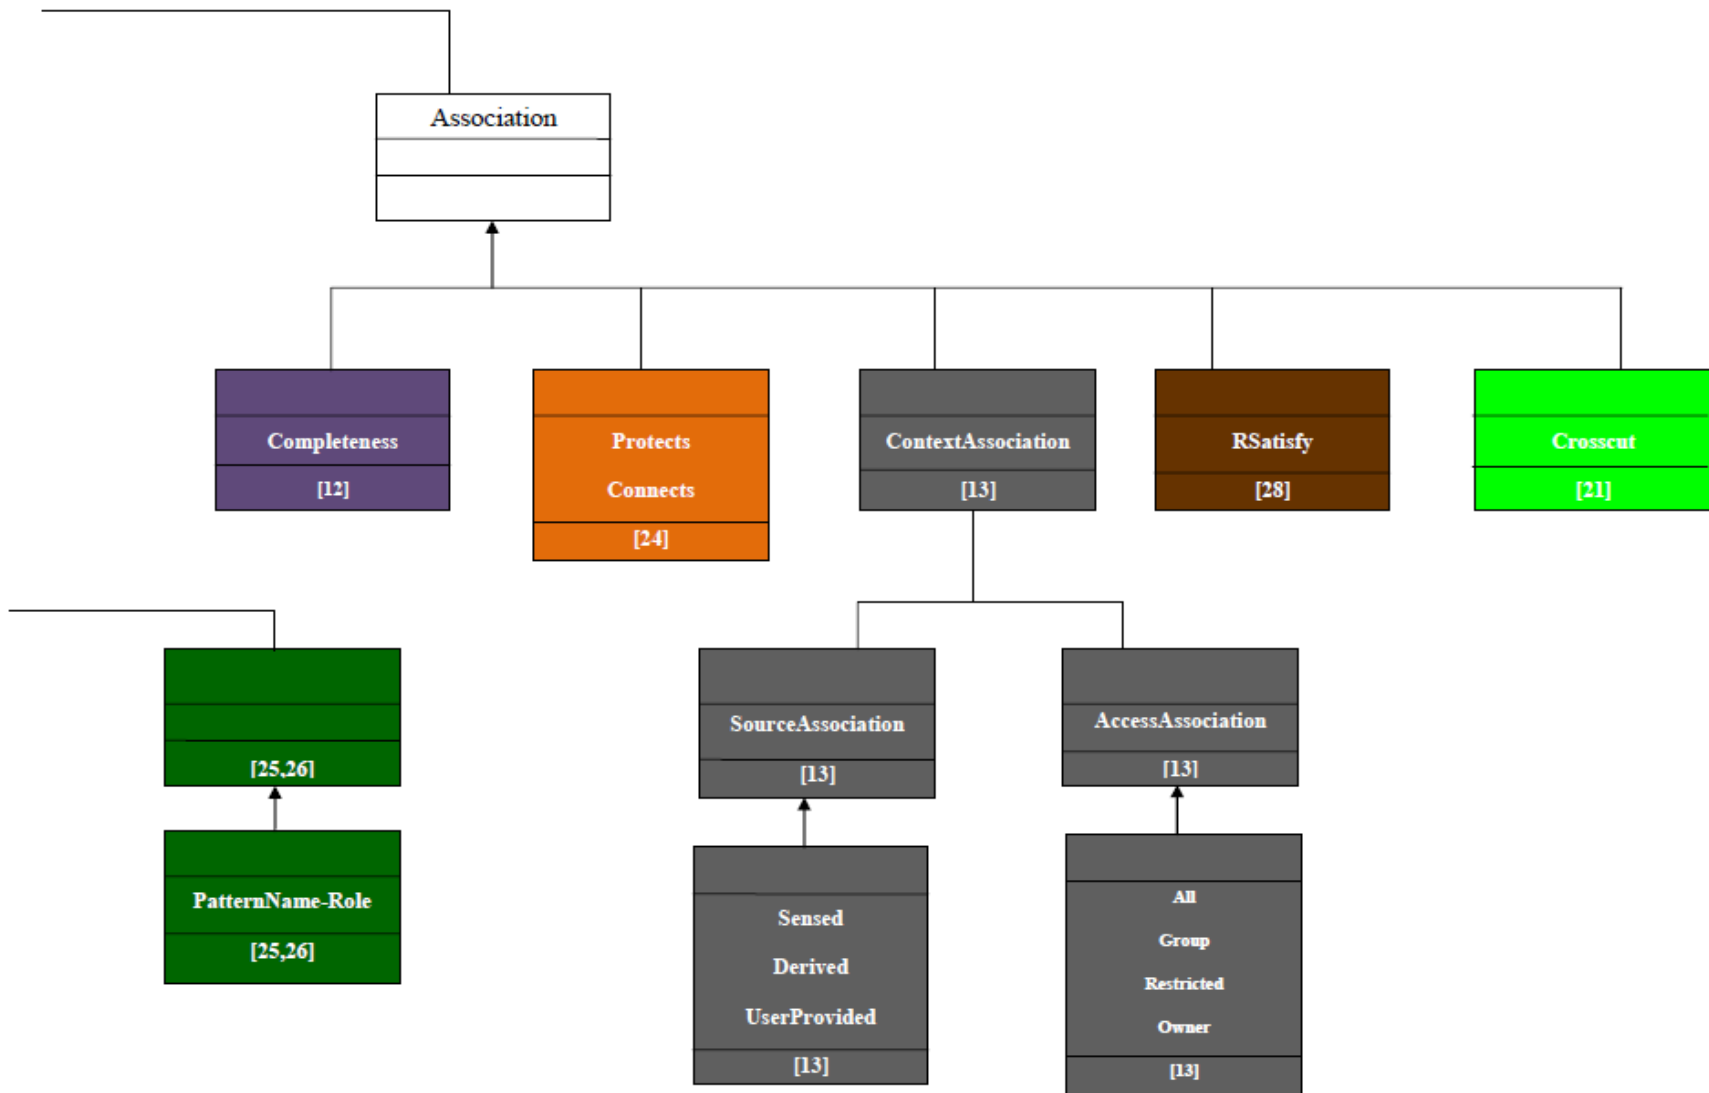 Association
Completeness
[12]
Protects
Connects
[24]
ContextAssociation
[13]
RSatisfy
[28]
Crosscut
[21]
[25,26]
PatternName-Role
[25,26]
SourceAssociation
[13]
Sensed
Derived
UserProvided
[13]
AccessAssociation
[13]
All
Group
Restricted
Owner
[13]